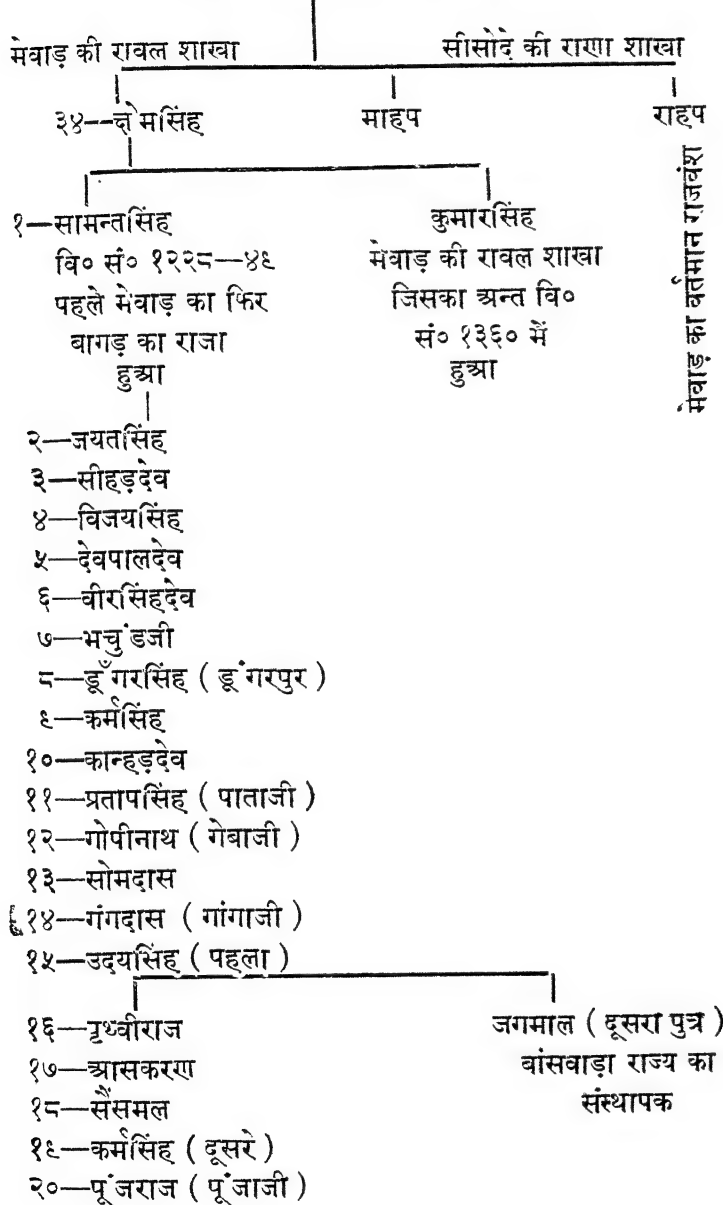 मेवाड़ की रावल शाखा
सीसोदे की राणा शाखा
३४—क्षेमसिंह
माहप
राहप
मेवाड़ का वर्तमान राजवंश
१—सामन्तसिंह
वि० सं० १२२८—४९
पहले मेवाड़ का फिर
बागड़ का राजा
हुआ
कुमारसिंह
मेवाड़ की रावल शाखा
जिसका अन्त वि०
सं० १३६० में
हुआ
२—जयतसिंह
३—सीहड़देव
४—विजयसिंह
५—देवपालदेव
६—वीरसिंहदेव
७—भचुंडजी
८—डूँगरसिंह ( डूंगरपुर )
९—कर्मसिंह
१०—कान्हड़देव
११—प्रतापसिंह ( पाताजी )
१२—गोपीनाथ ( गेबाजी )
१३—सोमदास
१४—गंगदास ( गांगाजी )
१५—उदयसिंह ( पहला )
१६—पृथ्वीराज
१७—आसकरण
१८—सैंसमल
१९—कर्मसिंह ( दूसरे )
२०—पूंजराज ( पूंजाजी )
जगमाल ( दूसरा पुत्र )
बांसवाड़ा राज्य का
संस्थापक